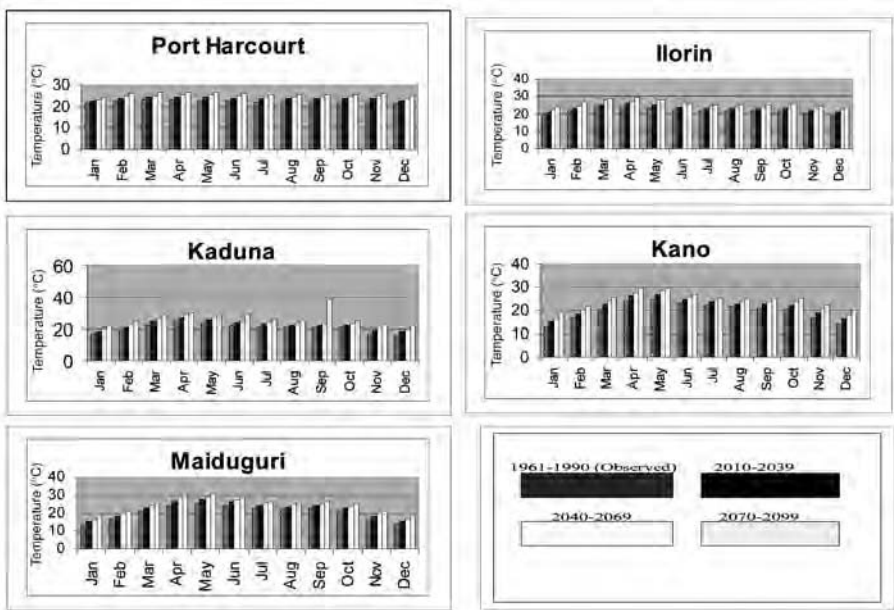 Port Harcourt
Temperature (°C)
30
20
10
0
Jan Feb Mar Apr May Jun Jul Aug Sep Oct Nov Dec
Ilorin
Temperature (°C)
40
30
20
10
0
Jan Feb Mar Apr May Jun Jul Aug Sep Oct Nov Dec
Kaduna
Temperature (°C)
60
40
20
0
Jan Feb Mar Apr May Jun Jul Aug Sep Oct Nov Dec
Kano
Temperature (°C)
40
30
20
10
0
Jan Feb Mar Apr May Jun Jul Aug Sep Oct Nov Dec
Maiduguri
Temperature (°C)
40
30
20
10
0
Jan Feb Mar Apr May Jun Jul Aug Sep Oct Nov Dec
1961-1990 (Observed) 2010-2039
2040-2069 2070-2099